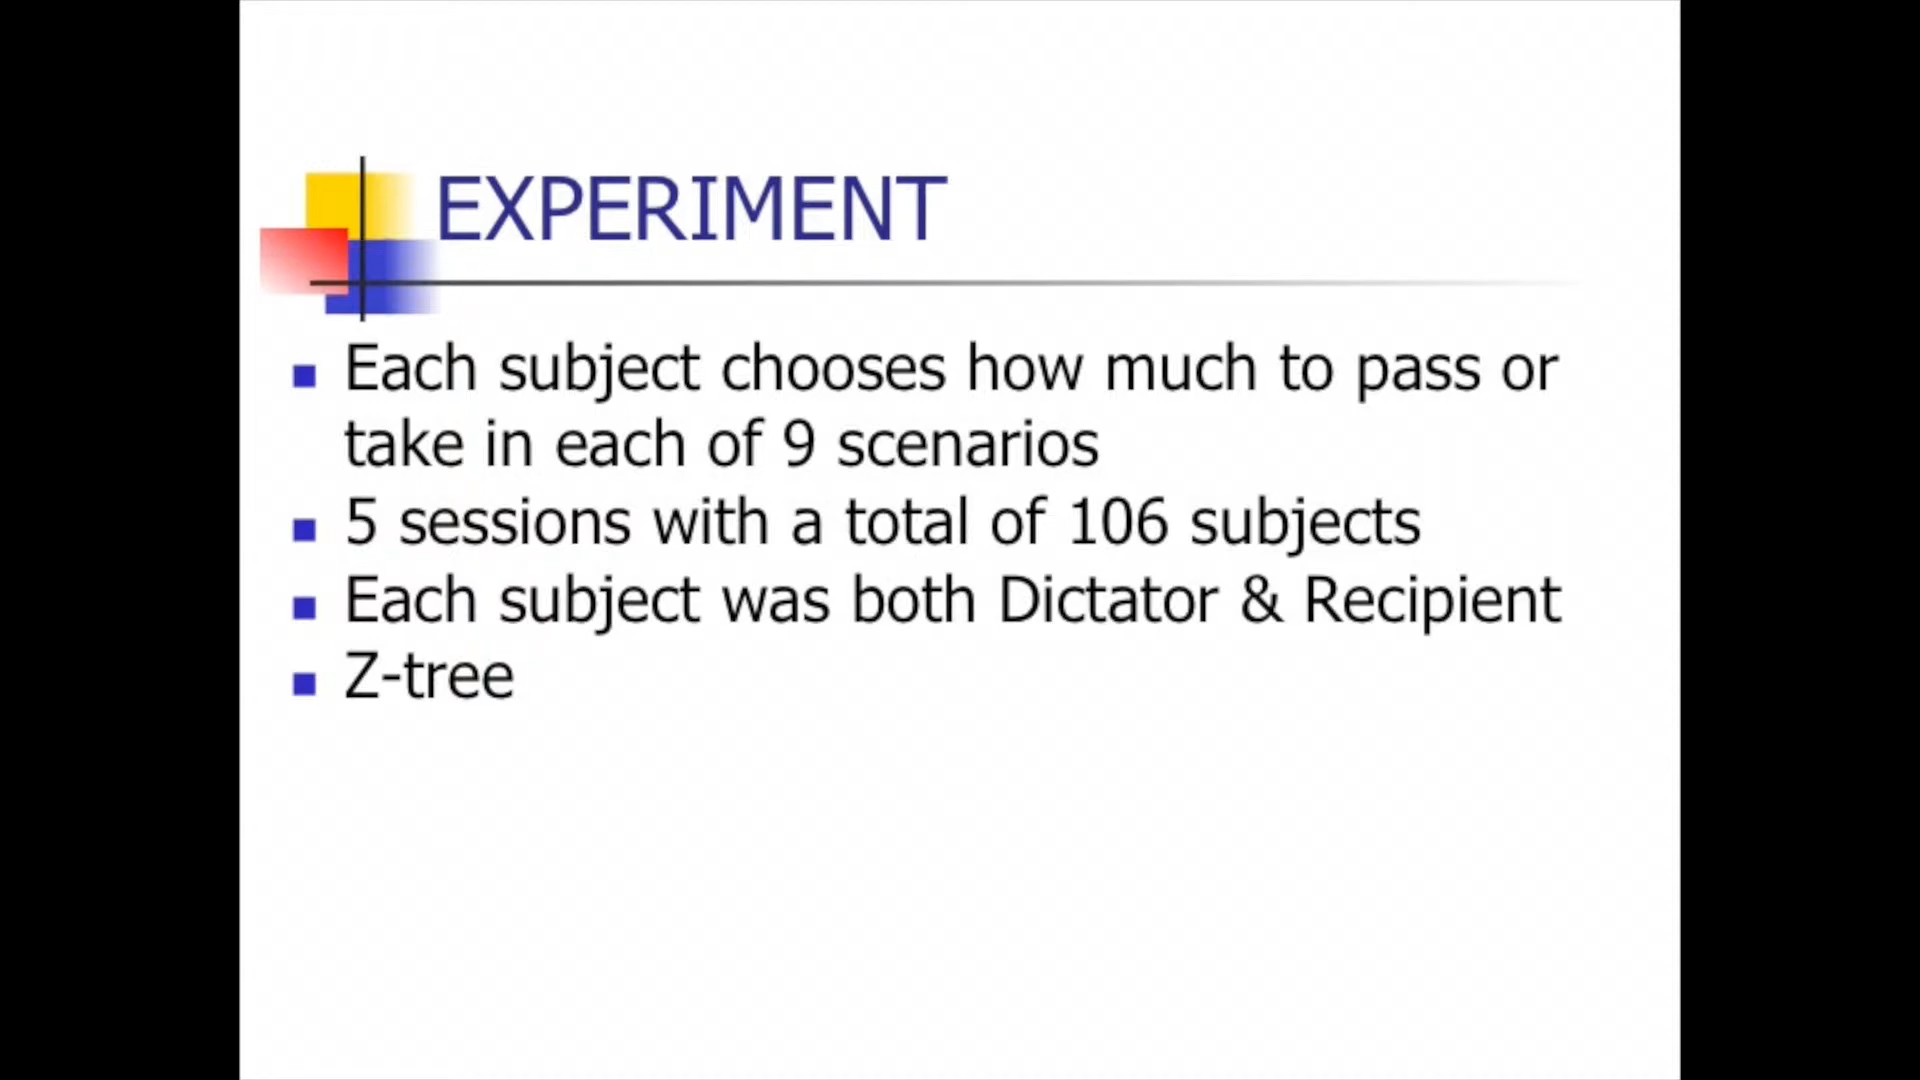 EXPERIMENT
Each subject chooses how much to pass or
take in each of 9 scenarios
5 sessions with a total of 106 subjects
Each subject was both Dictator & Recipient
Z-tree